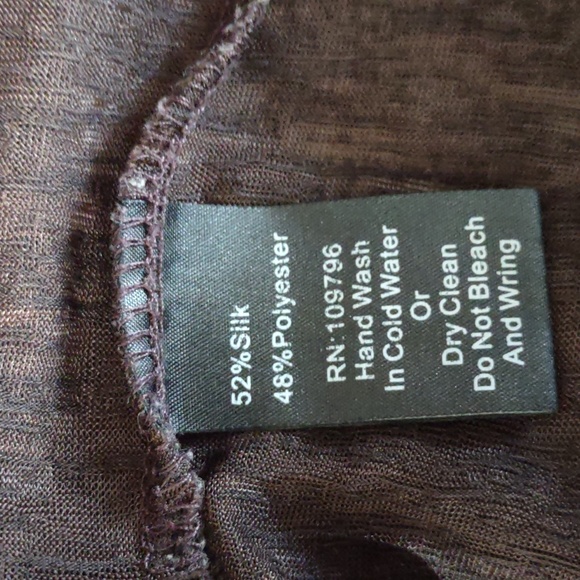 52%Silk
48%Polyester
RN:109796
Hand Wash
In Cold Water
Or
Dry Clean
Do Not Bleach
And Wring